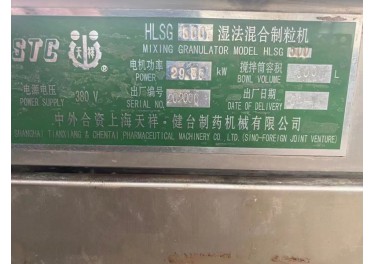 HLSG 600 湿法混合制粒机
MIXING GRANULATOR MODEL HLSG
STC 天祥
电机功率 kW 搅拌筒容积 L
POWER BOWL VOLUME
电源电压 380 V 出厂编号 出厂日期
POWER SUPPLY SERIAL NO. DATE OF DELIVERY
中外合资上海天祥·健台制药机械有限公司
SHANGHAI TIANXIANG & CHENTAI PHARMACEUTICAL MACHINERY CO.,LTD.(SINO-FOREIGN JOINT VENTURE)